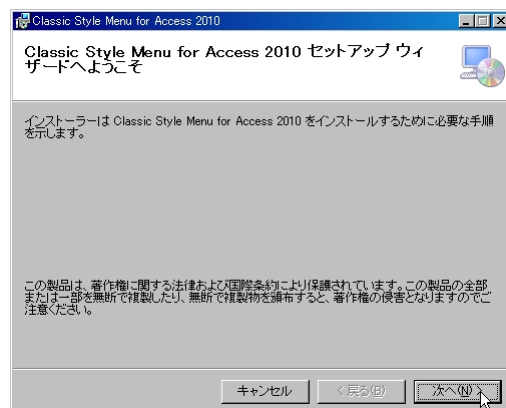 Classic Style Menu for Access 2010
Classic Style Menu for Access 2010 セットアップ ウィ
ザードへようこそ
インストーラーは Classic Style Menu for Access 2010 をインストールするために必要な手順
を示します。
この製品は、著作権に関する法律および国際条約により保護されています。この製品の全部
または一部を無断で複製したり、無断で複製物を頒布すると、著作権の侵害となりますのでご
注意ください。
キャンセル
< 戻る(B)
次へ(N) >